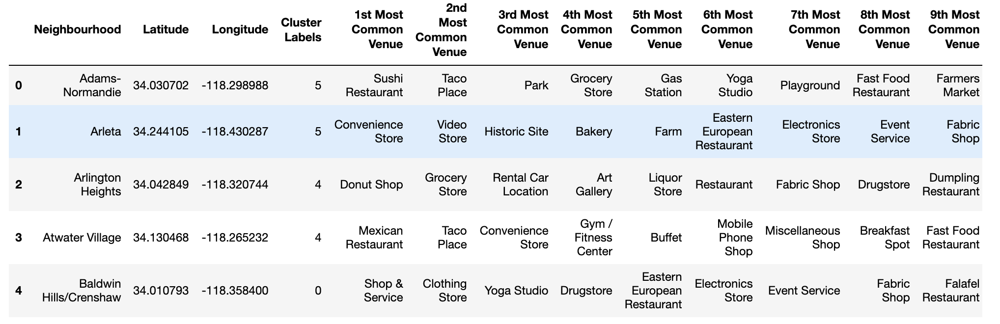 Neighbourhood Latitude Longitude Cluster Labels 1st Most Common Venue 2nd Most Common Venue 3rd Most Common Venue 4th Most Common Venue 5th Most Common Venue 6th Most Common Venue 7th Most Common Venue 8th Most Common Venue 9th Most Common Venue
0 Adams-Normandie 34.030702 -118.298988 5 Sushi Restaurant Taco Place Park Grocery Store Gas Station Yoga Studio Playground Fast Food Restaurant Farmers Market
1 Arleta 34.244105 -118.430287 5 Convenience Store Video Store Historic Site Bakery Farm Eastern European Restaurant Electronics Store Event Service Fabric Shop
2 Arlington Heights 34.042849 -118.320744 4 Donut Shop Grocery Store Rental Car Location Art Gallery Liquor Store Restaurant Fabric Shop Drugstore Dumpling Restaurant
3 Atwater Village 34.130468 -118.265232 4 Mexican Restaurant Taco Place Convenience Store Gym / Fitness Center Buffet Mobile Phone Shop Miscellaneous Shop Breakfast Spot Fast Food Restaurant
4 Baldwin Hills/Crenshaw 34.010793 -118.358400 0 Shop & Service Clothing Store Yoga Studio Drugstore Eastern European Restaurant Electronics Store Event Service Fabric Shop Falafel Restaurant